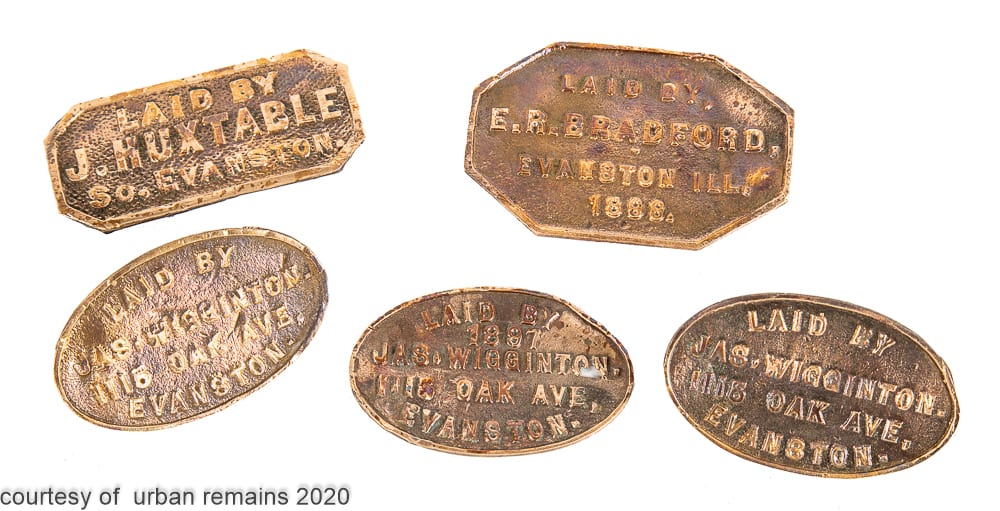 LAID BY
J. HUXTABLE
SO. EVANSTON.
LAID BY,
E.R. BRADFORD,
EVANSTON ILL,
1888.
LAID BY
JAS. WIGGINTON.
1115 OAK AVE,
EVANSTON.
LAID BY
1897
JAS. WIGGINTON.
1115 OAK AVE,
EVANSTON.
LAID BY
JAS. WIGGINTON.
1115 OAK AVE,
EVANSTON.
courtesy of urban remains 2020